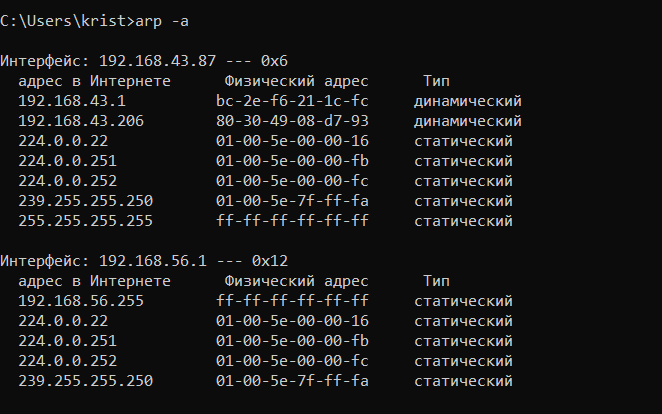 C:\Users\krist>arp -a
Интерфейс: 192.168.43.87 --- 0x6
адрес в Интернете Физический адрес Тип
192.168.43.1 bc-2e-f6-21-1c-fc динамический
192.168.43.206 80-30-49-08-d7-93 динамический
224.0.0.22 01-00-5e-00-00-16 статический
224.0.0.251 01-00-5e-00-00-fb статический
224.0.0.252 01-00-5e-00-00-fc статический
239.255.255.250 01-00-5e-7f-ff-fa статический
255.255.255.255 ff-ff-ff-ff-ff-ff статический
Интерфейс: 192.168.56.1 --- 0x12
адрес в Интернете Физический адрес Тип
192.168.56.255 ff-ff-ff-ff-ff-ff статический
224.0.0.22 01-00-5e-00-00-16 статический
224.0.0.251 01-00-5e-00-00-fb статический
224.0.0.252 01-00-5e-00-00-fc статический
239.255.255.250 01-00-5e-7f-ff-fa статический